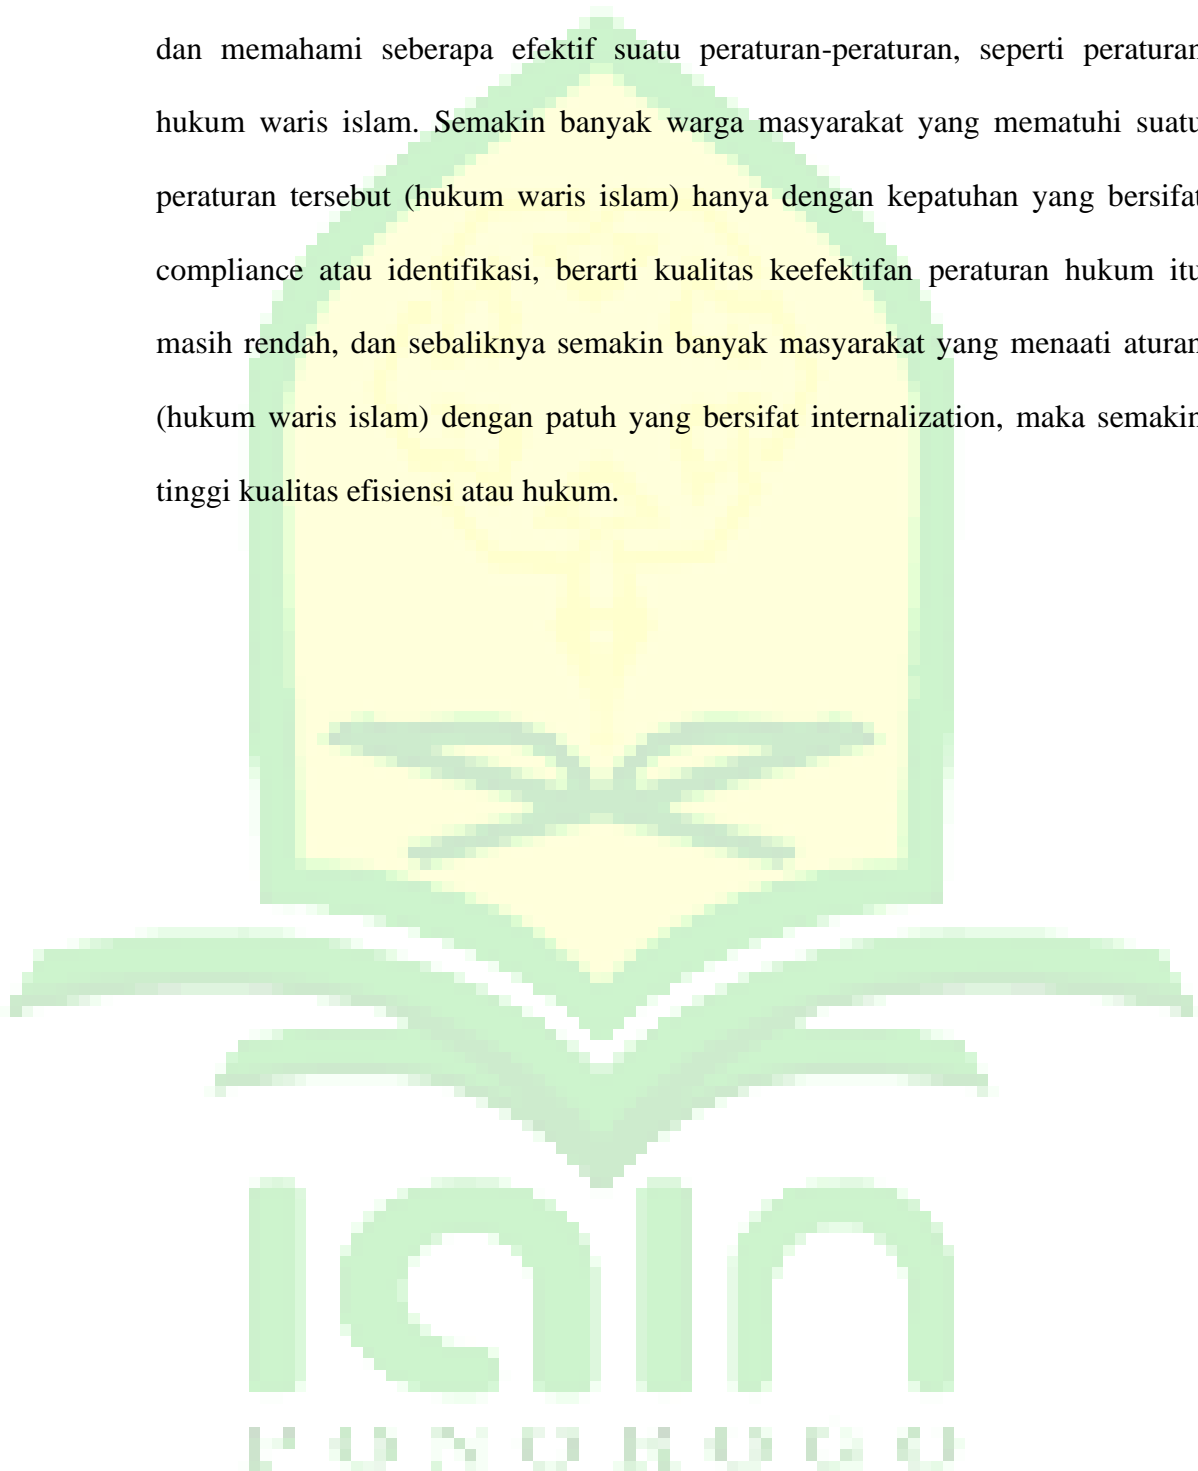 dan memahami seberapa efektif suatu peraturan-peraturan, seperti peraturan
hukum waris islam. Semakin banyak warga masyarakat yang mematuhi suatu
peraturan tersebut (hukum waris islam) hanya dengan kepatuhan yang bersifat
compliance atau identifikasi, berarti kualitas keefektifan peraturan hukum itu
masih rendah, dan sebaliknya semakin banyak masyarakat yang menaati aturan
(hukum waris islam) dengan patuh yang bersifat internalization, maka semakin
tinggi kualitas efisiensi atau hukum.
iain
PONOROGO